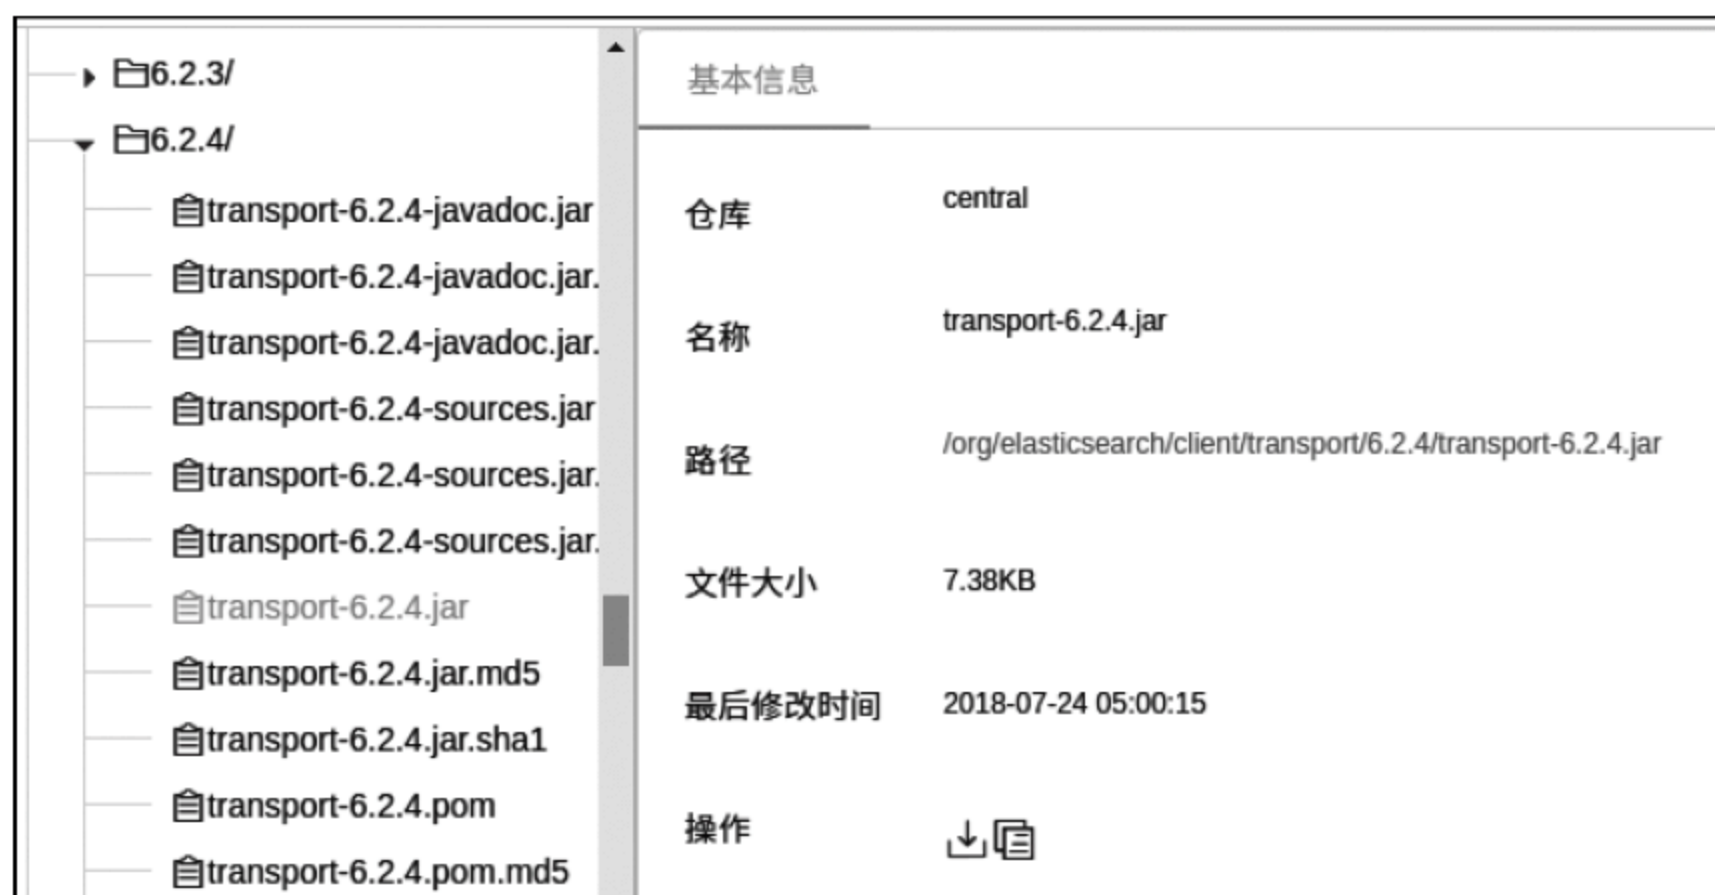 6.2.3/
6.2.4/
transport-6.2.4-javadoc.jar
transport-6.2.4-javadoc.jar.
transport-6.2.4-javadoc.jar.
transport-6.2.4-sources.jar
transport-6.2.4-sources.jar.
transport-6.2.4-sources.jar.
transport-6.2.4.jar
transport-6.2.4.jar.md5
transport-6.2.4.jar.sha1
transport-6.2.4.pom
transport-6.2.4.pom.md5
基本信息
仓库 central
名称 transport-6.2.4.jar
路径 /org/elasticsearch/client/transport/6.2.4/transport-6.2.4.jar
文件大小 7.38KB
最后修改时间 2018-07-24 05:00:15
操作